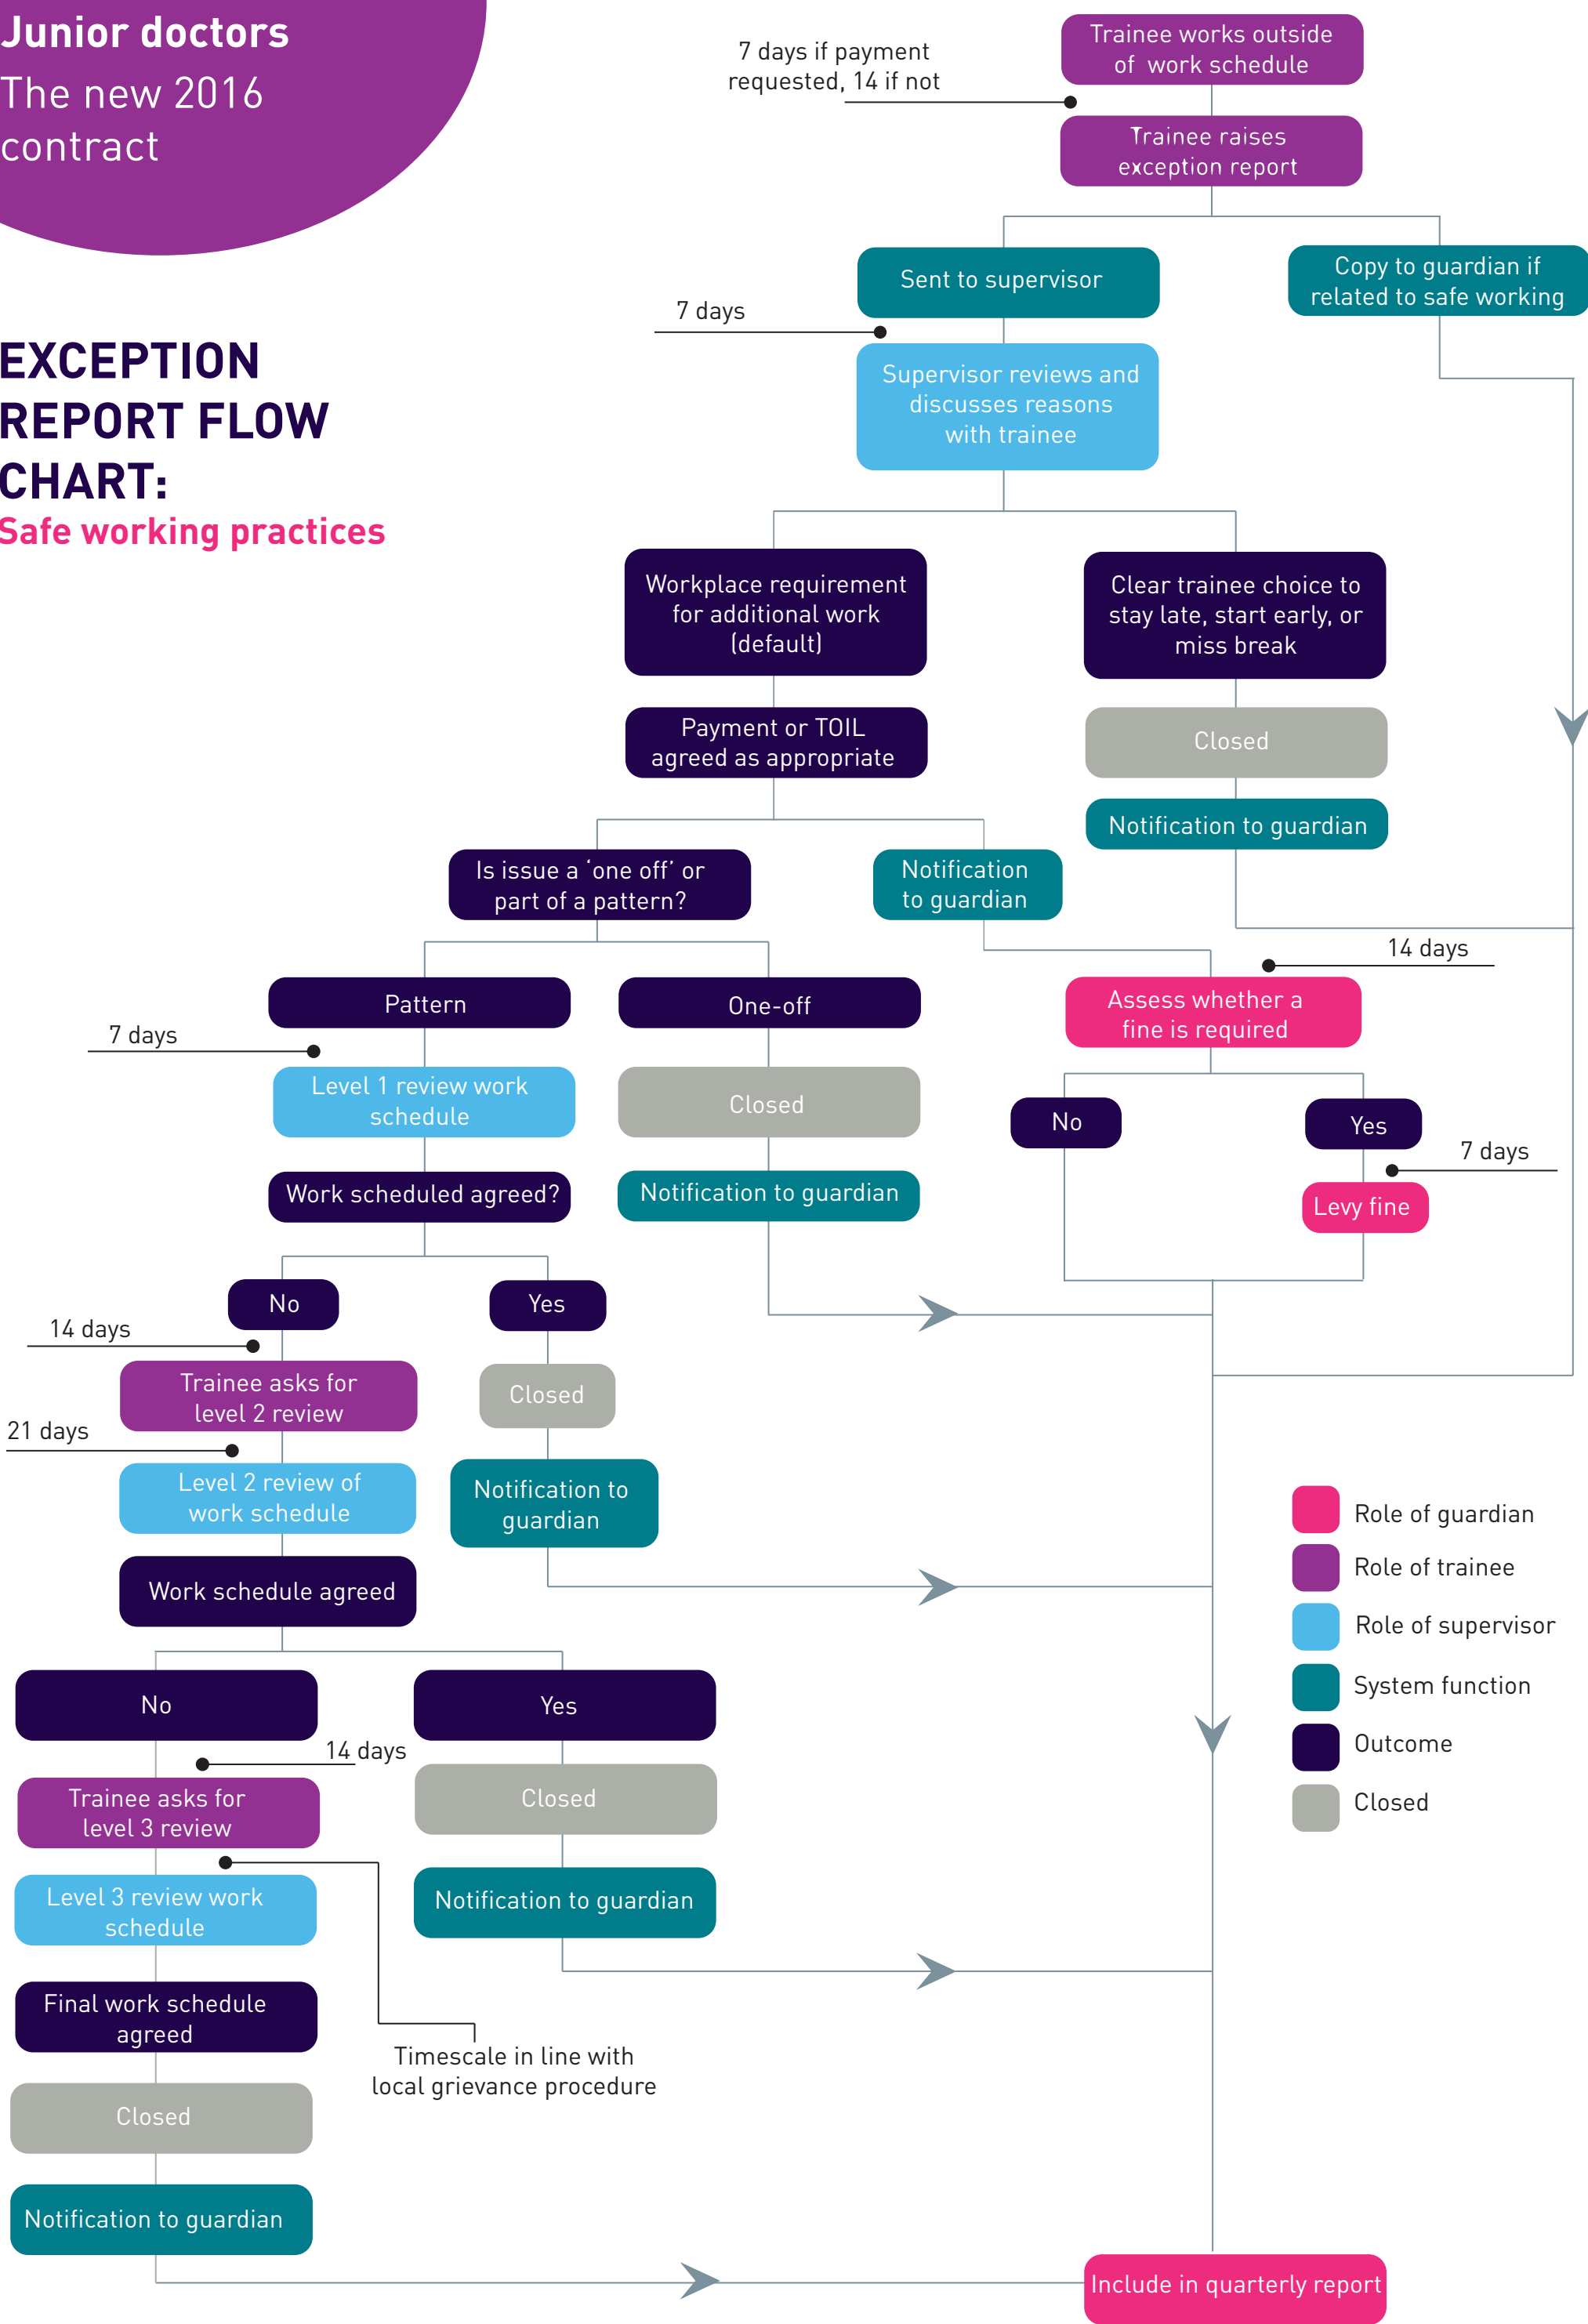 Junior doctors
The new 2016
contract
EXCEPTION
REPORT FLOW
CHART:
Safe working practices
7 days if payment
requested, 14 if not
Trainee works outside
of work schedule
Trainee raises
exception report
Sent to supervisor
Copy to guardian if
related to safe working
7 days
Supervisor reviews and
discusses reasons
with trainee
Workplace requirement
for additional work
(default)
Clear trainee choice to
stay late, start early, or
miss break
Payment or TOIL
agreed as appropriate
Closed
Notification to guardian
Is issue a ‘one off’ or
part of a pattern?
Notification
to guardian
14 days
Pattern
One-off
Assess whether a
fine is required
7 days
Level 1 review work
schedule
Closed
No
Yes
7 days
Work scheduled agreed?
Notification to guardian
Levy fine
No
Yes
14 days
Trainee asks for
level 2 review
Closed
21 days
Level 2 review of
work schedule
Notification to
guardian
Work schedule agreed
Role of guardian
Role of trainee
Role of supervisor
System function
Outcome
Closed
No
Yes
14 days
Trainee asks for
level 3 review
Closed
Level 3 review work
schedule
Notification to guardian
Final work schedule
agreed
Timescale in line with
local grievance procedure
Closed
Notification to guardian
Include in quarterly report